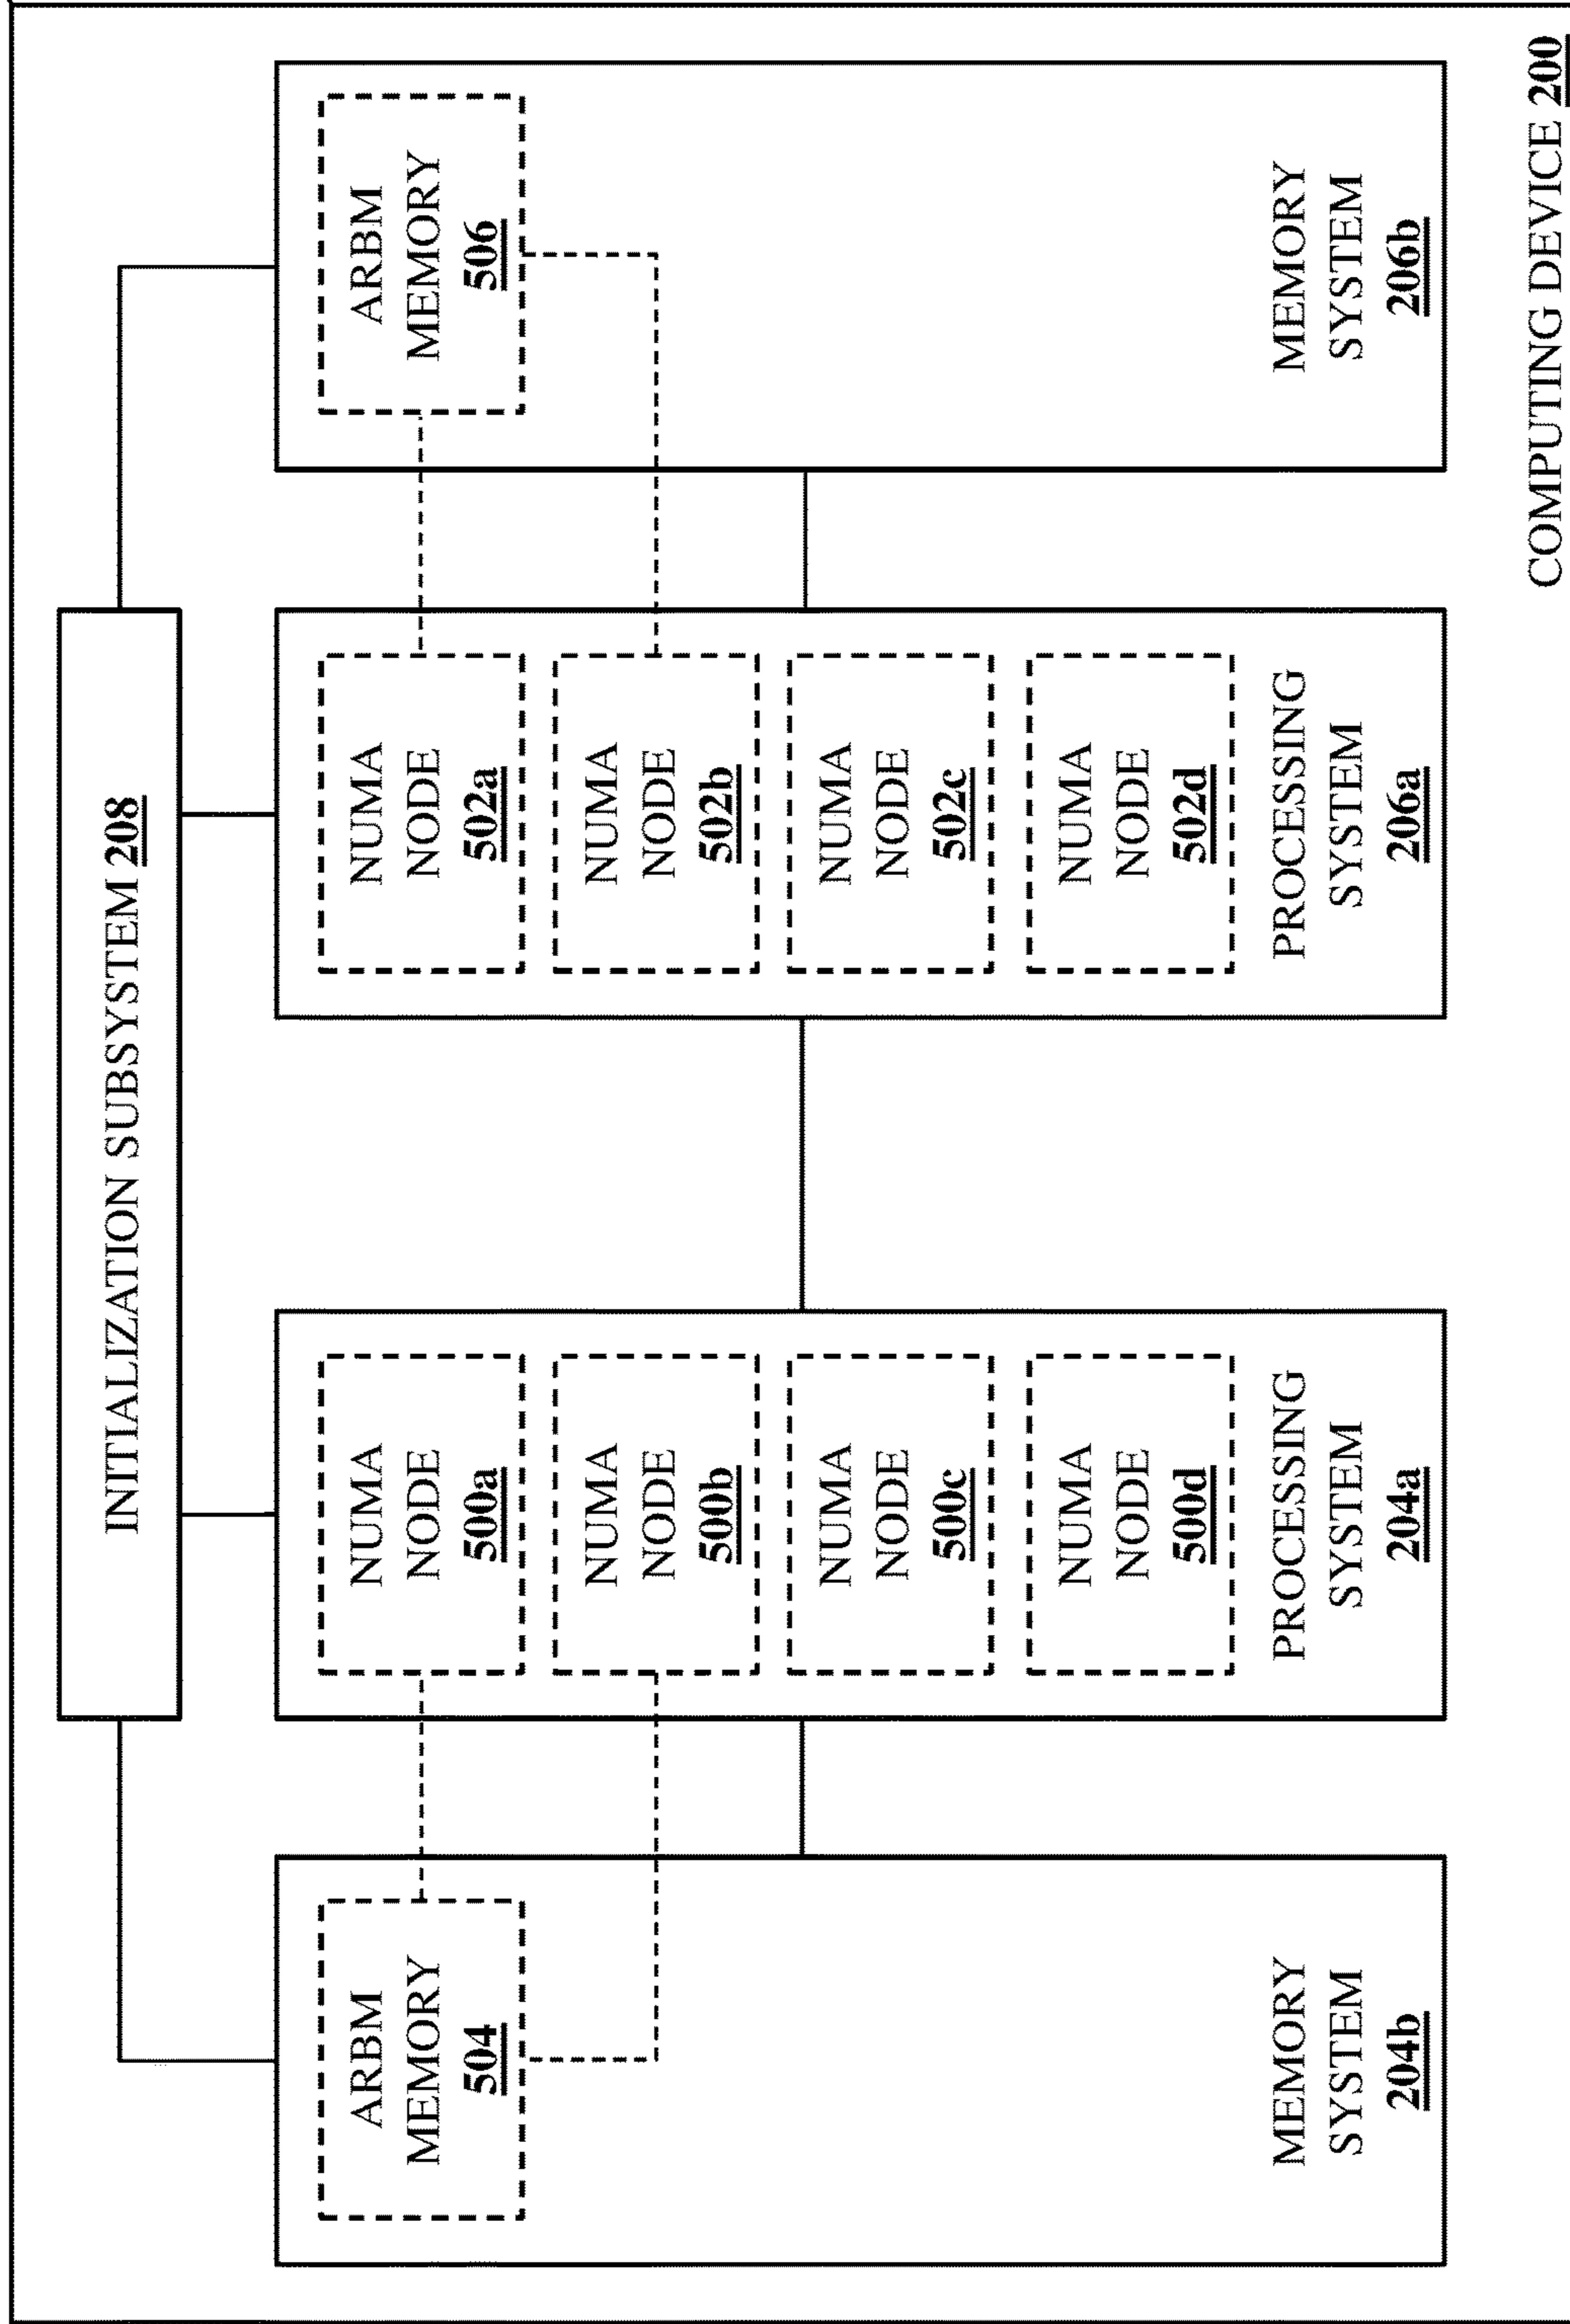 INITIALIZATION SUBSYSTEM 208
ARBM
MEMORY
504
MEMORY
SYSTEM
204b
NUMA
NODE
500a
NUMA
NODE
500b
NUMA
NODE
500c
NUMA
NODE
500d
PROCESSING
SYSTEM
204a
NUMA
NODE
502a
NUMA
NODE
502b
NUMA
NODE
502c
NUMA
NODE
502d
PROCESSING
SYSTEM
206a
ARBM
MEMORY
506
MEMORY
SYSTEM
206b
COMPUTING DEVICE 200